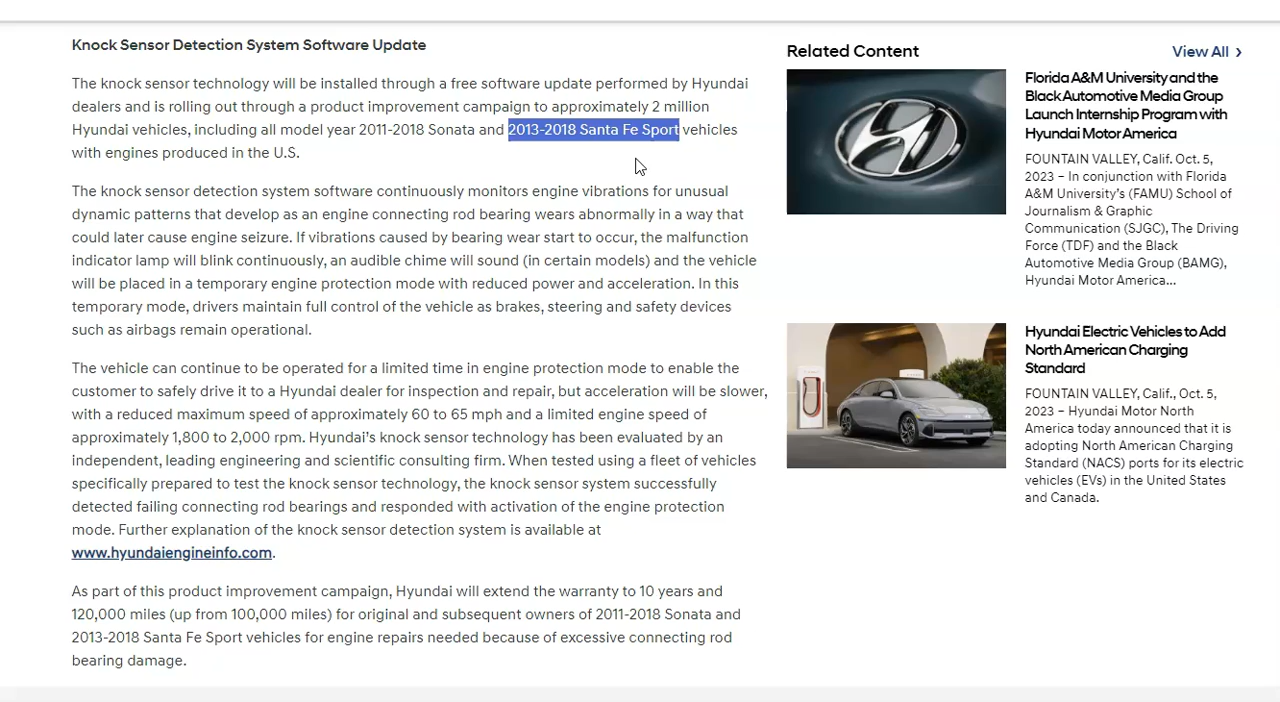 Knock Sensor Detection System Software Update
The knock sensor technology will be installed through a free software update performed by Hyundai
dealers and is rolling out through a product improvement campaign to approximately 2 million
Hyundai vehicles, including all model year 2011-2018 Sonata and 2013-2018 Santa Fe Sport vehicles
with engines produced in the U.S.
The knock sensor detection system software continuously monitors engine vibrations for unusual
dynamic patterns that develop as an engine connecting rod bearing wears abnormally in a way that
could later cause engine seizure. If vibrations caused by bearing wear start to occur, the malfunction
indicator lamp will blink continuously, an audible chime will sound (in certain models) and the vehicle
will be placed in a temporary engine protection mode with reduced power and acceleration. In this
temporary mode, drivers maintain full control of the vehicle as brakes, steering and safety devices
such as airbags remain operational.
The vehicle can continue to be operated for a limited time in engine protection mode to enable the
customer to safely drive it to a Hyundai dealer for inspection and repair, but acceleration will be slower,
with a reduced maximum speed of approximately 60 to 65 mph and a limited engine speed of
approximately 1,800 to 2,000 rpm. Hyundai's knock sensor technology has been evaluated by an
independent, leading engineering and scientific consulting firm. When tested using a fleet of vehicles
specifically prepared to test the knock sensor technology, the knock sensor system successfully
detected failing connecting rod bearings and responded with activation of the engine protection
mode. Further explanation of the knock sensor detection system is available at
www.hyundaiengineinfo.com.
As part of this product improvement campaign, Hyundai will extend the warranty to 10 years and
120,000 miles (up from 100,000 miles) for original and subsequent owners of 2011-2018 Sonata and
2013-2018 Santa Fe Sport vehicles for engine repairs needed because of excessive connecting rod
bearing damage.
Related Content
View All >
Florida A&M University and the
Black Automotive Media Group
Launch Internship Program with
Hyundai Motor America
FOUNTAIN VALLEY, Calif. Oct. 5,
2023 – In conjunction with Florida
A&M University's (FAMU) School of
Journalism & Graphic
Communication (SJGC), The Driving
Force (TDF) and the Black
Automotive Media Group (BAMG),
Hyundai Motor America...
Hyundai Electric Vehicles to Add
North American Charging
Standard
FOUNTAIN VALLEY, Calif., Oct. 5,
2023 – Hyundai Motor North
America today announced that it is
adopting North American Charging
Standard (NACS) ports for its electric
vehicles (EVs) in the United States
and Canada.